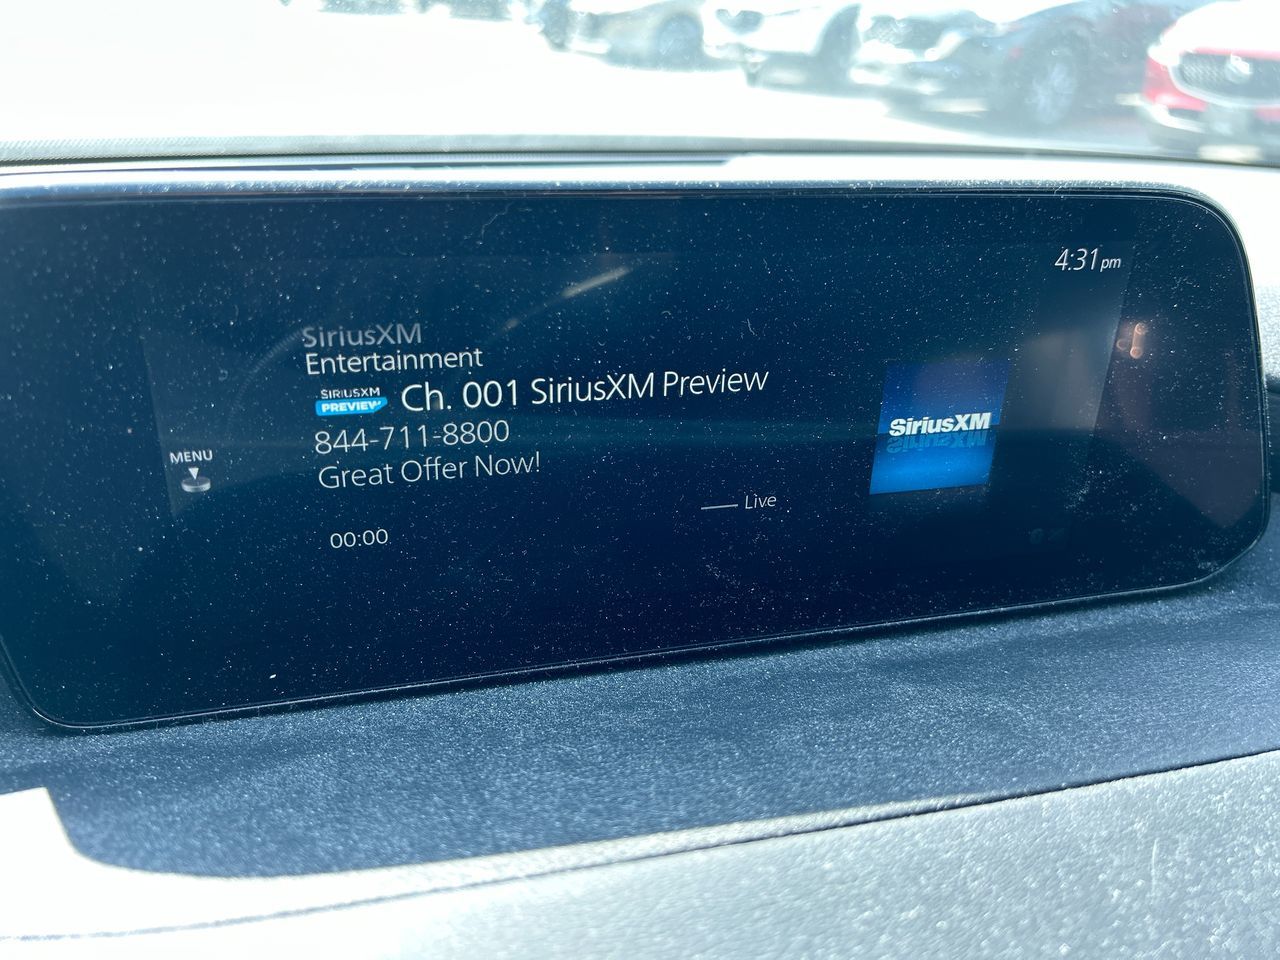 4:31 pm
SiriusXM
Entertainment
SIRIUSXM
PREVIEW
Ch. 001 SiriusXM Preview
844-711-8800
Great Offer Now!
MENU
SiriusXM
Live
00:00